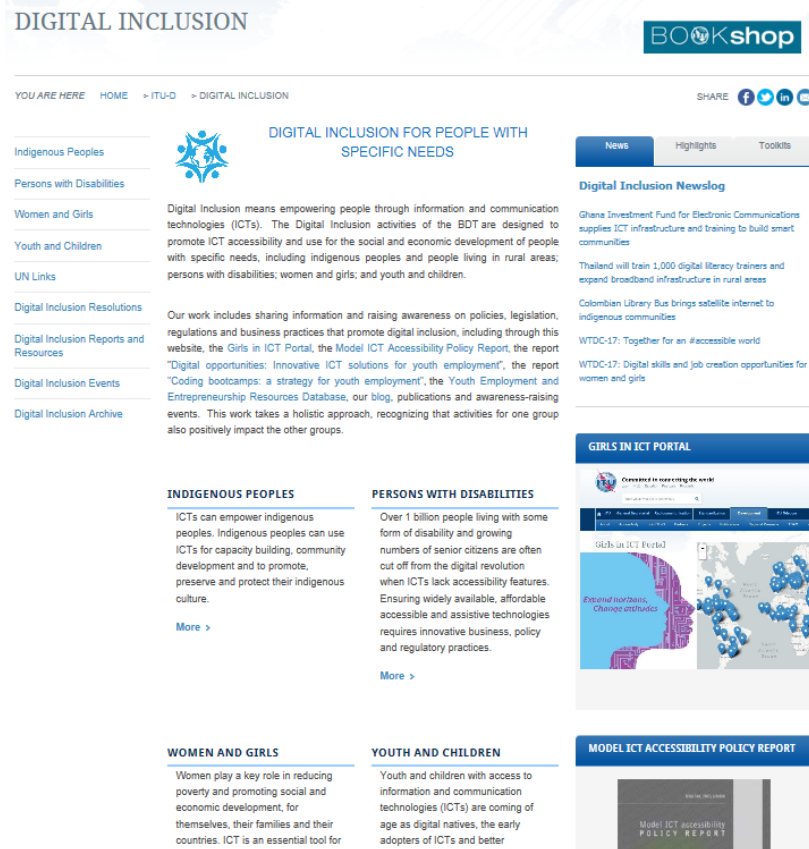 DIGITAL INCLUSION
BOOKshop
YOU ARE HERE HOME > ITU-D > DIGITAL INCLUSION
SHARE
Indigenous Peoples
Persons with Disabilities
Women and Girls
Youth and Children
UN Links
Digital Inclusion Resolutions
Digital Inclusion Reports and
Resources
Digital Inclusion Events
Digital Inclusion Archive
DIGITAL INCLUSION FOR PEOPLE WITH
SPECIFIC NEEDS
Digital Inclusion means empowering people through information and communication
technologies (ICTs). The Digital Inclusion activities of the BDT are designed to
promote ICT accessibility and use for the social and economic development of people
with specific needs, including indigenous peoples and people living in rural areas;
persons with disabilities; women and girls; and youth and children.
Our work includes sharing information and raising awareness on policies, legislation,
regulations and business practices that promote digital inclusion, including through this
website, the Girls in ICT Portal, the Model ICT Accessibility Policy Report, the report
"Digital opportunities: Innovative ICT solutions for youth employment", the report
"Coding bootcamps: a strategy for youth employment", the Youth Employment and
Entrepreneurship Resources Database, our blog, publications and awareness-raising
events. This work takes a holistic approach, recognizing that activities for one group
also positively impact the other groups.
INDIGENOUS PEOPLES
ICTs can empower indigenous
peoples. Indigenous peoples can use
ICTs for capacity building, community
development and to promote,
preserve and protect their indigenous
culture.
More >
PERSONS WITH DISABILITIES
Over 1 billion people living with some
form of disability and growing
numbers of senior citizens are often
cut off from the digital revolution
when ICTs lack accessibility features.
Ensuring widely available, affordable
accessible and assistive technologies
requires innovative business, policy
and regulatory practices.
More >
WOMEN AND GIRLS
Women play a key role in reducing
poverty and promoting social and
economic development, for
themselves, their families and their
countries. ICT is an essential tool for
YOUTH AND CHILDREN
Youth and children with access to
information and communication
technologies (ICTs) are coming of
age as digital natives, the early
adopters of ICTs and better
News Highlights Toolkits
Digital Inclusion Newslog
Ghana Investment Fund for Electronic Communications
supplies ICT infrastructure and training to build smart
communities
Thailand will train 1,000 digital literacy trainers and
expand broadband infrastructure in rural areas
Colombian Library Bus brings satellite internet to
indigenous communities
WTDC-17: Together for an #accessible world
WTDC-17: Digital skills and job creation opportunities for
women and girls
GIRLS IN ICT PORTAL
Committed to connecting the world
Girls in ICT Portal
Expand horizons,
Change attitudes
MODEL ICT ACCESSIBILITY POLICY REPORT
DIGITAL INCLUSION
Model ICT accessibility
POLICY REPORT